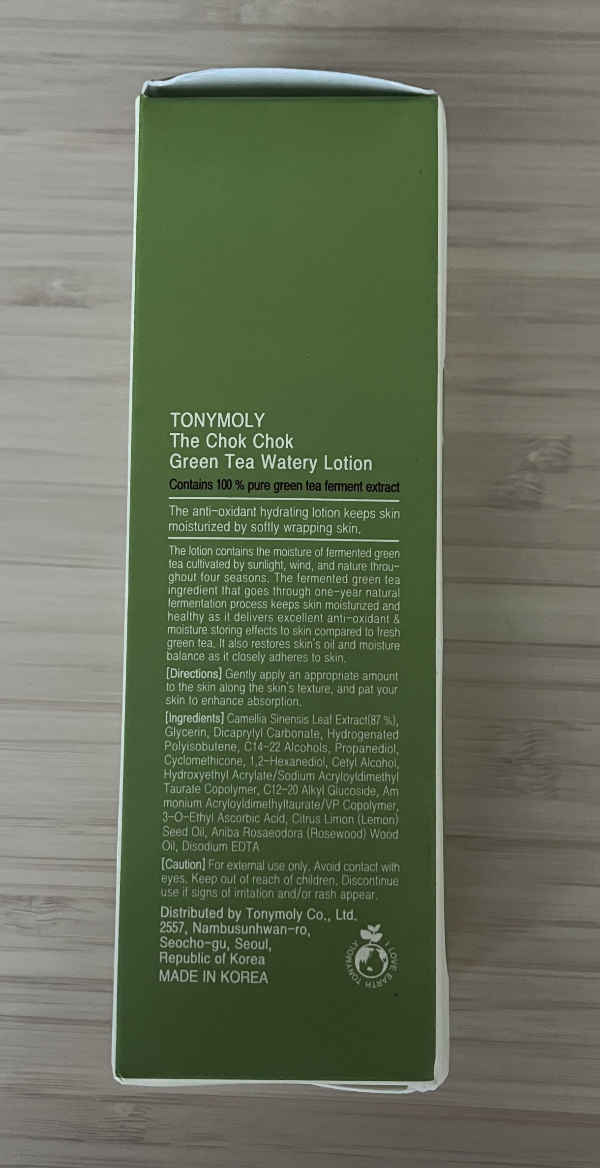 TONYMOLY
The Chok Chok
Green Tea Watery Lotion
Contains 100 % pure green tea ferment extract
The anti-oxidant hydrating lotion keeps skin
moisturized by softly wrapping skin.
The lotion contains the moisture of fermented green
tea cultivated by sunlight, wind, and nature throu-
ghout four seasons. The fermented green tea
ingredient that goes through one-year natural
fermentation process keeps skin moisturized and
healthy as it delivers excellent anti-oxidant &
moisture storing effects to skin compared to fresh
green tea. It also restores skin's oil and moisture
balance as it closely adheres to skin.
[Directions] Gently apply an appropriate amount
to the skin along the skin's texture, and pat your
skin to enhance absorption.
[Ingredients] Camellia Sinensis Leaf Extract(87 %),
Glycerin, Dicaprylyl Carbonate, Hydrogenated
Polyisobutene, C14-22 Alcohols, Propanediol,
Cyclomethicone, 1,2-Hexanediol, Cetyl Alcohol,
Hydroxyethyl Acrylate/Sodium Acryloyldimethyl
Taurate Copolymer, C12-20 Alkyl Glucoside, Am
monium Acryloyldimethyltaurate/VP Copolymer,
3-O-Ethyl Ascorbic Acid, Citrus Limon (Lemon)
Seed Oil, Aniba Rosaeodora (Rosewood) Wood
Oil, Disodium EDTA
[Caution] For external use only. Avoid contact with
eyes. Keep out of reach of children. Discontinue
use if signs of irritation and/or rash appear.
Distributed by Tonymoly Co., Ltd.
2557, Nambusunhwan-ro,
Seocho-gu, Seoul,
Republic of Korea
MADE IN KOREA
I LOVE EARTH TONYMOLY